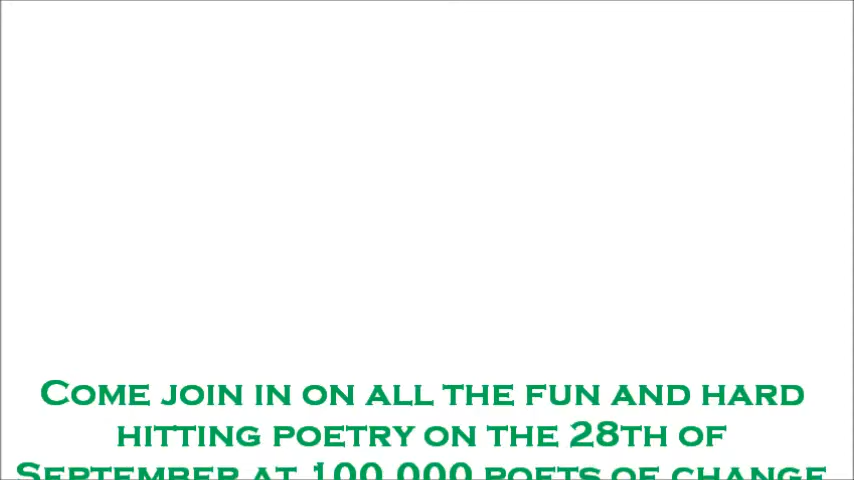 Come join in on all the fun and hard
hitting poetry on the 28th of
September at 100,000 poets of change